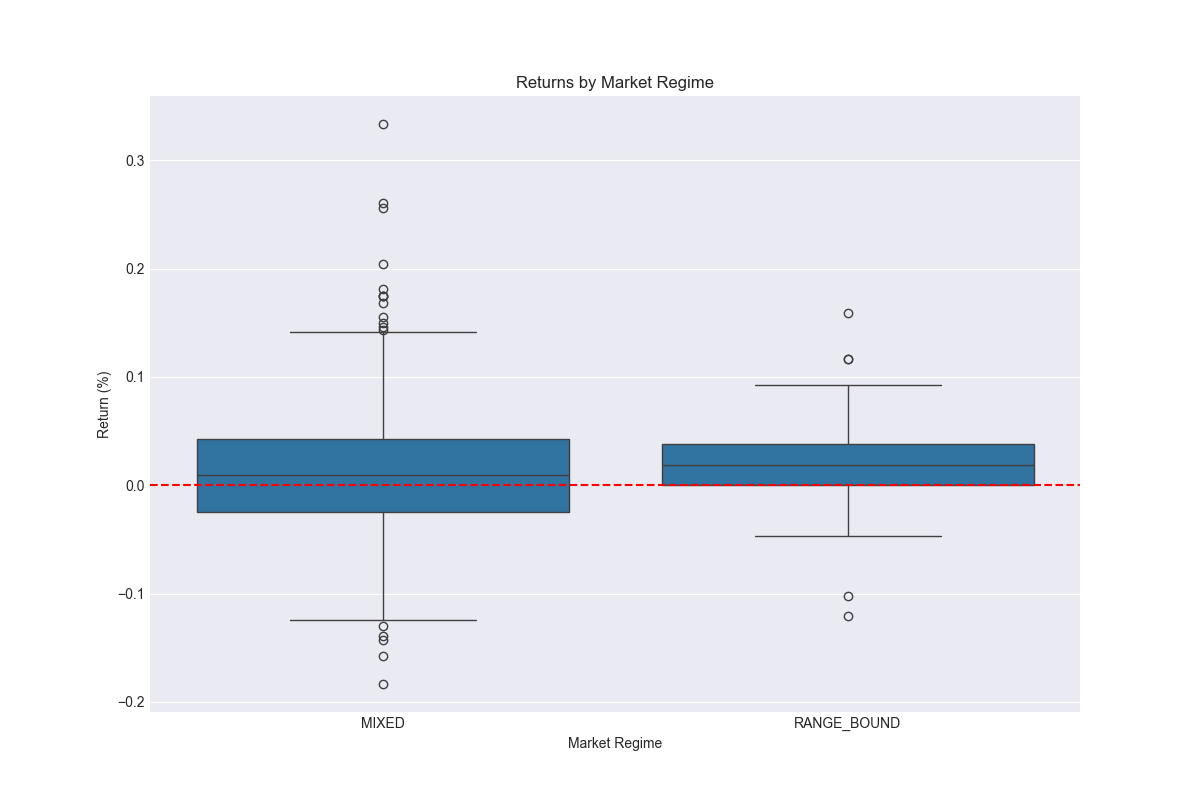 Returns by Market Regime
Return (%)
0.3
0.2
0.1
0.0
−0.1
−0.2
MIXED
RANGE_BOUND
Market Regime